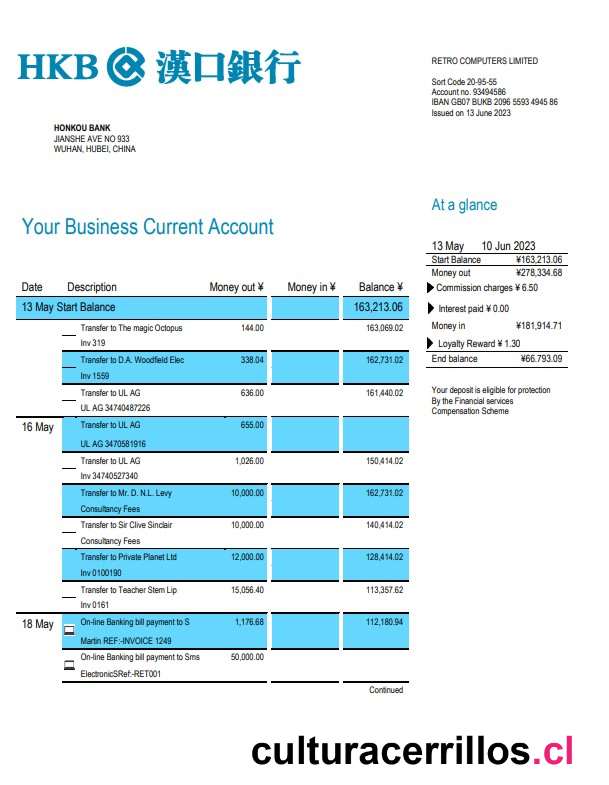 HKB 漢口銀行
RETRO COMPUTERS LIMITED
Sort Code 20-95-55
Account no. 93494586
IBAN GB07 BUKB 2096 5593 4945 86
Issued on 13 June 2023
HONKOU BANK
JIANSHE AVE NO 933
WUHAN, HUBEI, CHINA
At a glance
Your Business Current Account
13 May 10 Jun 2023
Start Balance ¥163,213.06
Money out ¥278,334.68
Commission charges ¥ 6.50
Interest paid ¥ 0.00
Money in ¥181,914.71
Loyalty Reward ¥ 1.30
End balance ¥66.793.09
Your deposit is eligible for protection
By the Financial services
Compensation Scheme
Date Description Money out ¥ Money in ¥ Balance ¥
13 May Start Balance 163,213.06
Transfer to The magic Octopus 144.00 163,069.02
Inv 319
Transfer to D.A. Woodfield Elec 338.04 162,731.02
Inv 1559
Transfer to UL AG 636.00 161,440.02
UL AG 34740487226
16 May Transfer to UL AG 655.00
UL AG 3470581916
Transfer to UL AG 1,026.00 150,414.02
Inv 34740527340
Transfer to Mr. D. N.L. Levy 10,000.00 162,731.02
Consultancy Fees
Transfer to Sir Clive Sinclair 10,000.00 140,414.02
Consultancy Fees
Transfer to Private Planet Ltd 12,000.00 128,414.02
Inv 0100190
Transfer to Teacher Stem Lip 15,056.40 113,357.62
Inv 0161
18 May On-line Banking bill payment to S 1,176.68 112,180.94
Martin REF:-INVOICE 1249
On-line Banking bill payment to Sms 50,000.00
ElectronicSRef:-RET001
Continued
culturacerrillos.cl